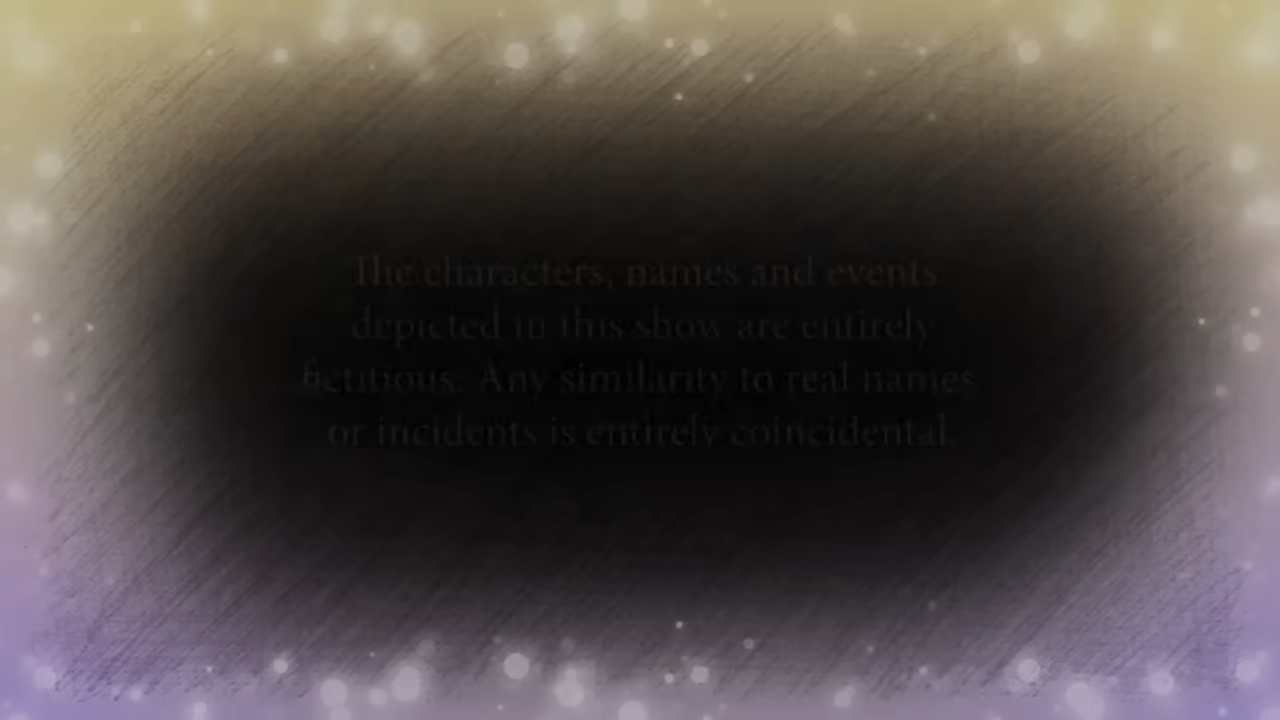 The characters, names and events
depicted in this show are entirely
fictitious. Any similarity to real names
or incidents is entirely coincidental.